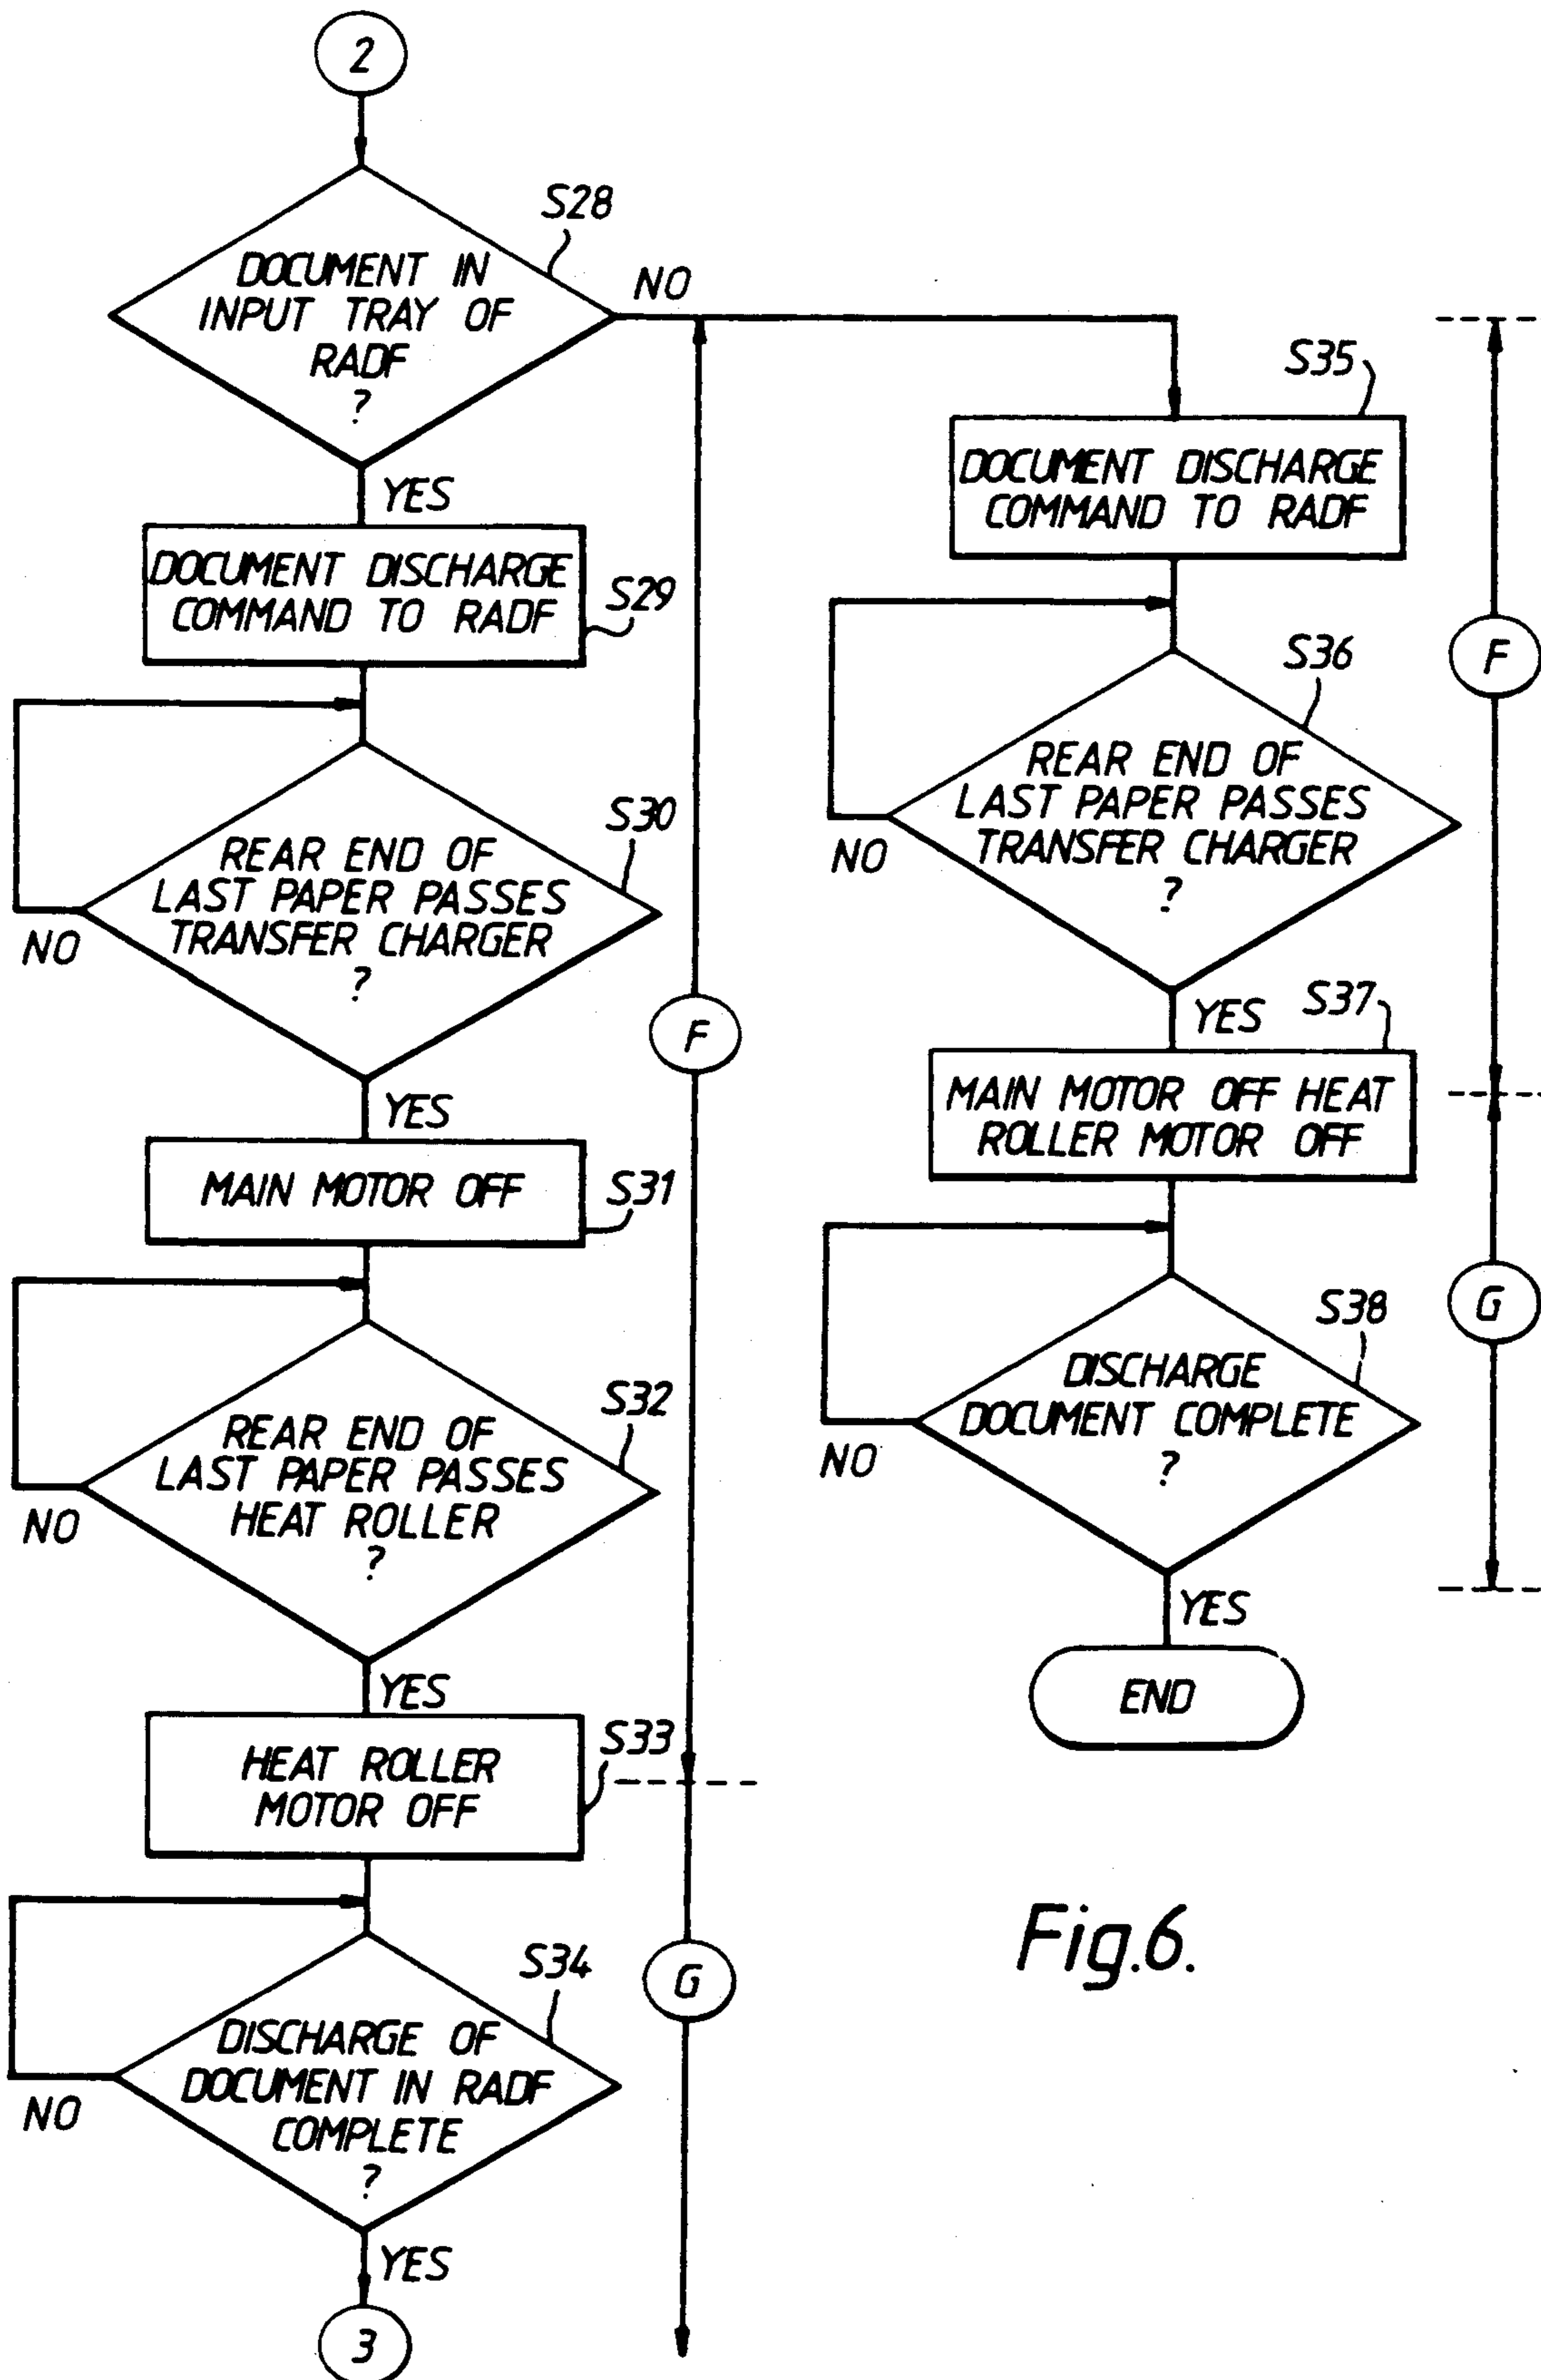 2
S28
DOCUMENT IN
INPUT TRAY OF
RADF
?
NO
YES
DOCUMENT DISCHARGE
COMMAND TO RADF
S29
S30
REAR END OF
LAST PAPER PASSES
TRANSFER CHARGER
?
NO
YES
MAIN MOTOR OFF
S31
S32
REAR END OF
LAST PAPER PASSES
HEAT ROLLER
?
NO
YES
HEAT ROLLER
MOTOR OFF
S33
S34
DISCHARGE OF
DOCUMENT IN RADF
COMPLETE
?
NO
YES
3
F
G
S35
DOCUMENT DISCHARGE
COMMAND TO RADF
S36
REAR END OF
LAST PAPER PASSES
TRANSFER CHARGER
?
NO
YES
S37
MAIN MOTOR OFF HEAT
ROLLER MOTOR OFF
S38
DISCHARGE
DOCUMENT COMPLETE
?
NO
YES
END
F
G
Fig.6.